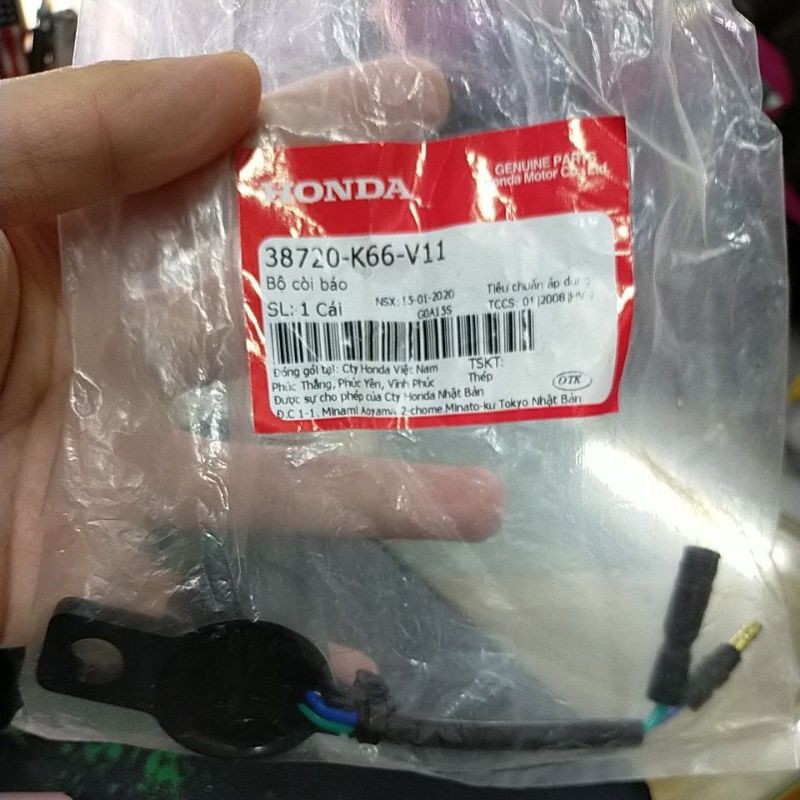 HONDA
GENUINE PARTS
Honda Motor Co., Ltd.
38720-K66-V11
Bộ còi báo
SL: 1 Cái
NSX: 15-01-2020
G0A15S
Tiêu chuẩn áp dụng
TCCS: 01|2008|HV
Đóng gói tại: Cty Honda Việt Nam
Phúc Thắng, Phúc Yên, Vĩnh Phúc
TSKT:
Thép
OTK
Được sự cho phép của Cty Honda Nhật Bản
Đ.C 1-1, Minami Aoyama 2-chome Minato-ku Tokyo Nhật Bản